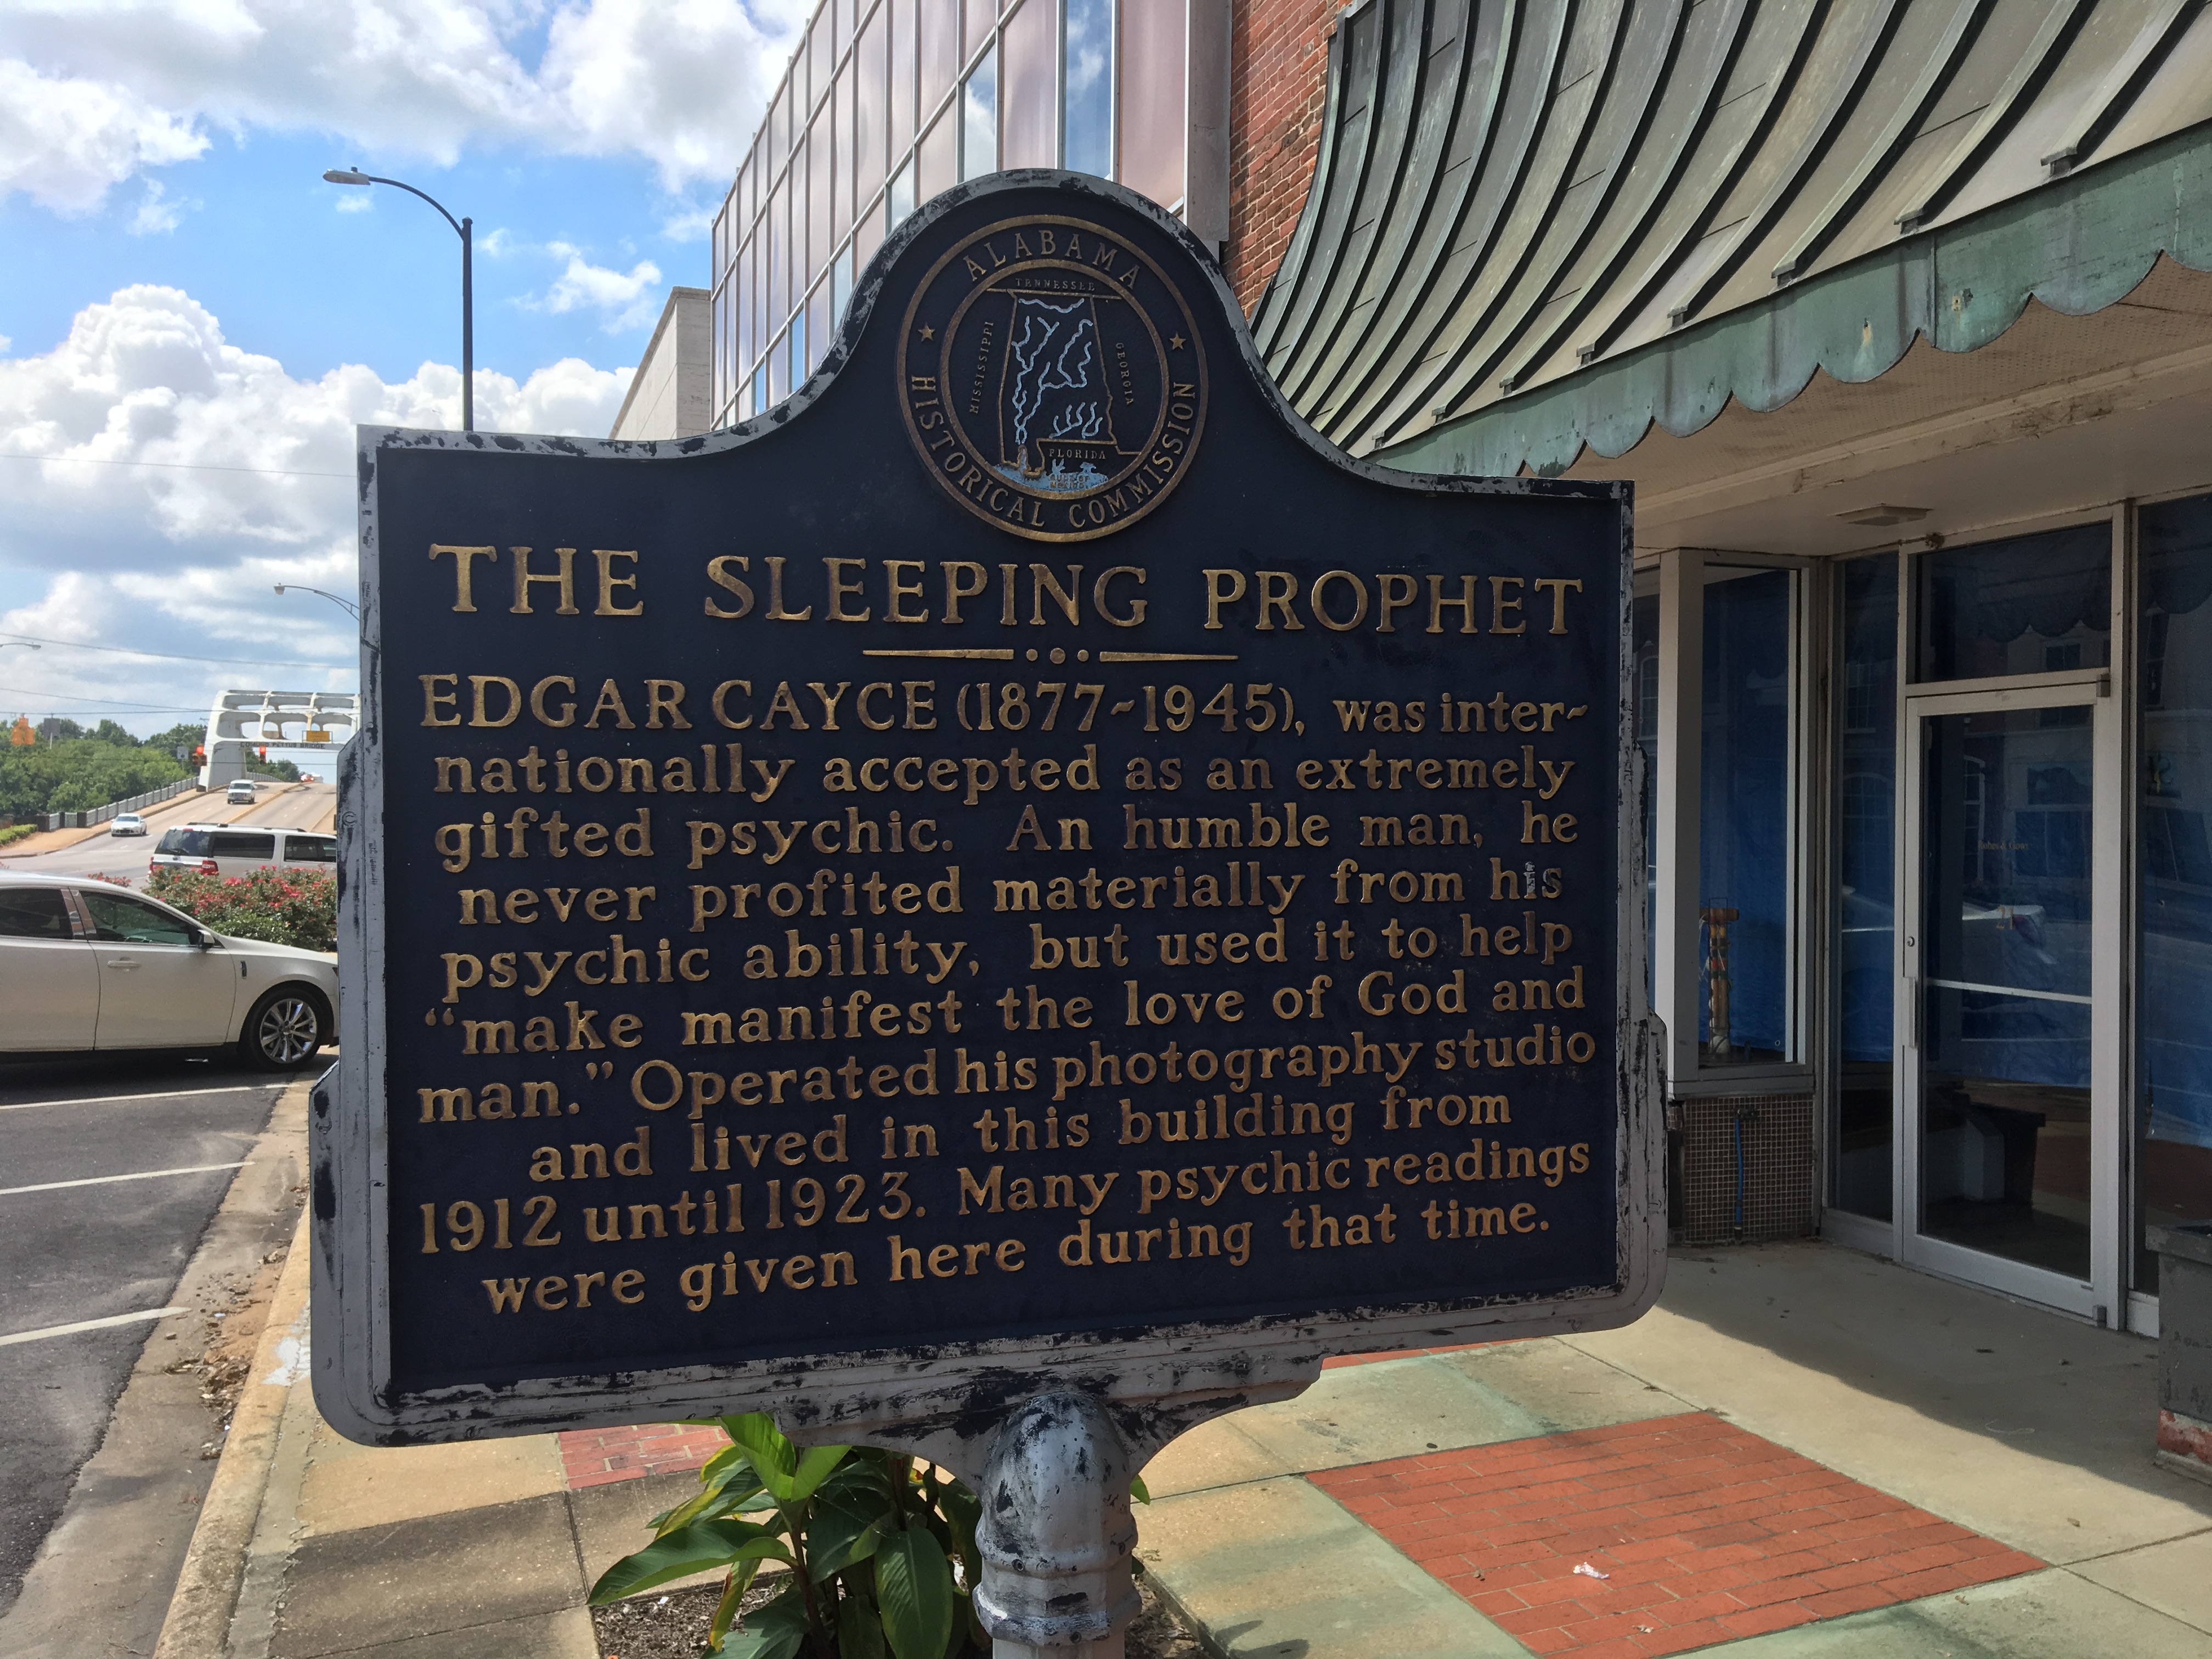 ALABAMA
HISTORICAL COMMISSION
TENNESSEE
MISSISSIPPI
GEORGIA
FLORIDA
GULF OF
MEXICO
THE SLEEPING PROPHET
EDGAR CAYCE (1877-1945), was inter-
nationally accepted as an extremely
gifted psychic. An humble man, he
never profited materially from his
psychic ability, but used it to help
“make manifest the love of God and
man.” Operated his photography studio
and lived in this building from
1912 until 1923. Many psychic readings
were given here during that time.